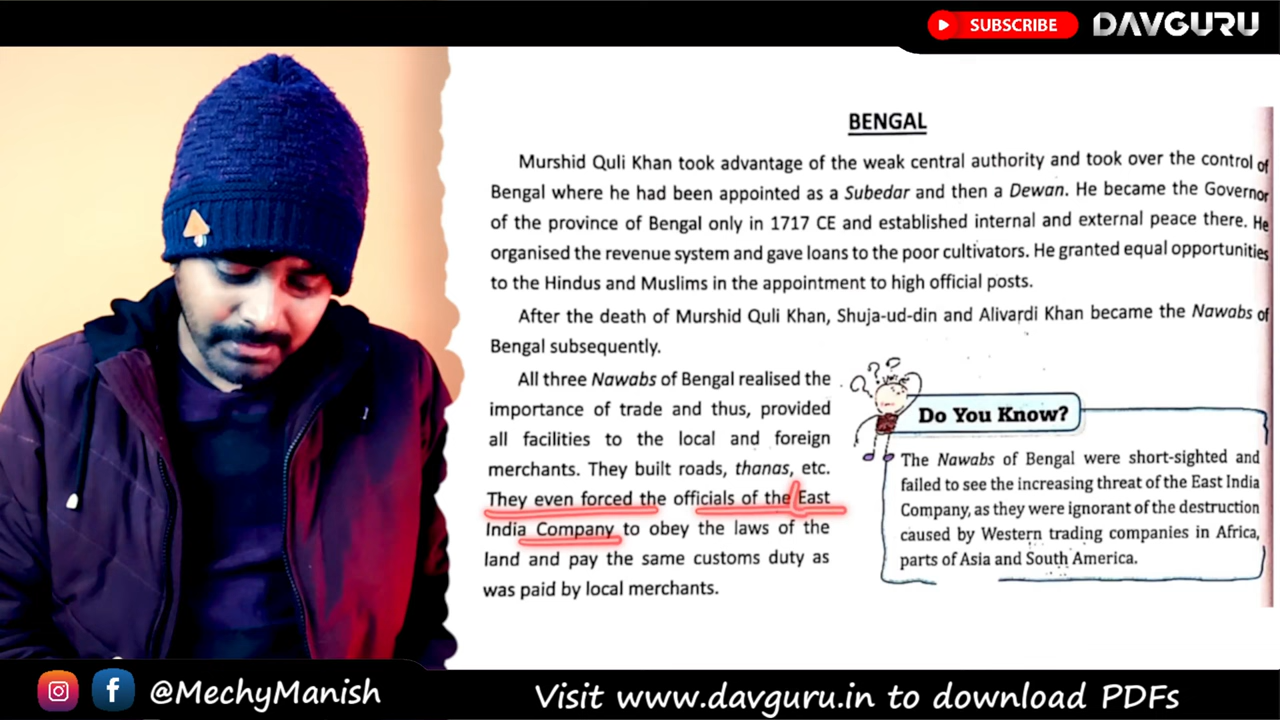 SUBSCRIBE DAVGURU
BENGAL
Murshid Quli Khan took advantage of the weak central authority and took over the control of
Bengal where he had been appointed as a Subedar and then a Dewan. He became the Governor
of the province of Bengal only in 1717 CE and established internal and external peace there. He
organised the revenue system and gave loans to the poor cultivators. He granted equal opportunities
to the Hindus and Muslims in the appointment to high official posts.
After the death of Murshid Quli Khan, Shuja-ud-din and Alivardi Khan became the Nawabs of
Bengal subsequently.
All three Nawabs of Bengal realised the
importance of trade and thus, provided
all facilities to the local and foreign
merchants. They built roads, thanas, etc.
They even forced the officials of the East
India Company to obey the laws of the
land and pay the same customs duty as
was paid by local merchants.
? ? ?
Do You Know?
The Nawabs of Bengal were short-sighted and
failed to see the increasing threat of the East India
Company, as they were ignorant of the destruction
caused by Western trading companies in Africa,
parts of Asia and South America.
@MechyManish
Visit www.davguru.in to download PDFs